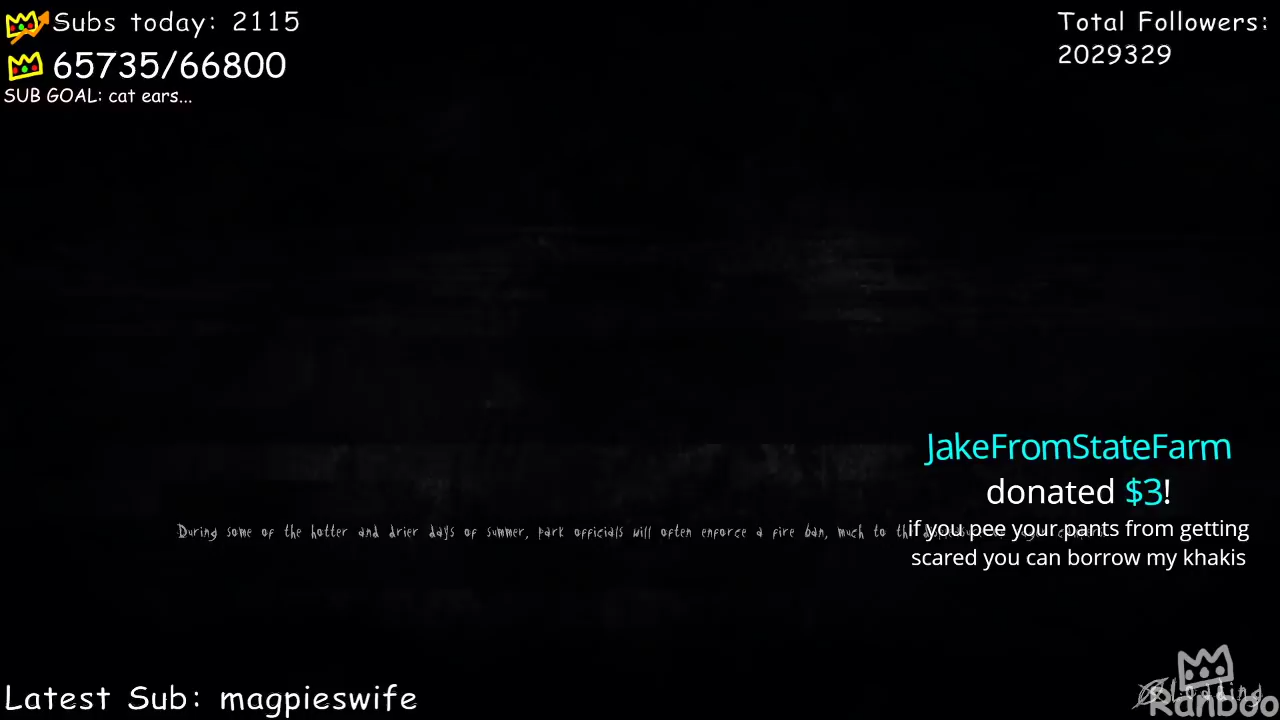 Subs today: 2115
65735/66800
SUB GOAL: cat ears...
Total Followers:
2029329
JakeFromStateFarm
donated $3!
if you pee your pants from getting
scared you can borrow my khakis
During some of the hotter and drier days of summer, park officials will often enforce a fire ban, much to
Latest Sub: magpieswife
Loading
Ranboo